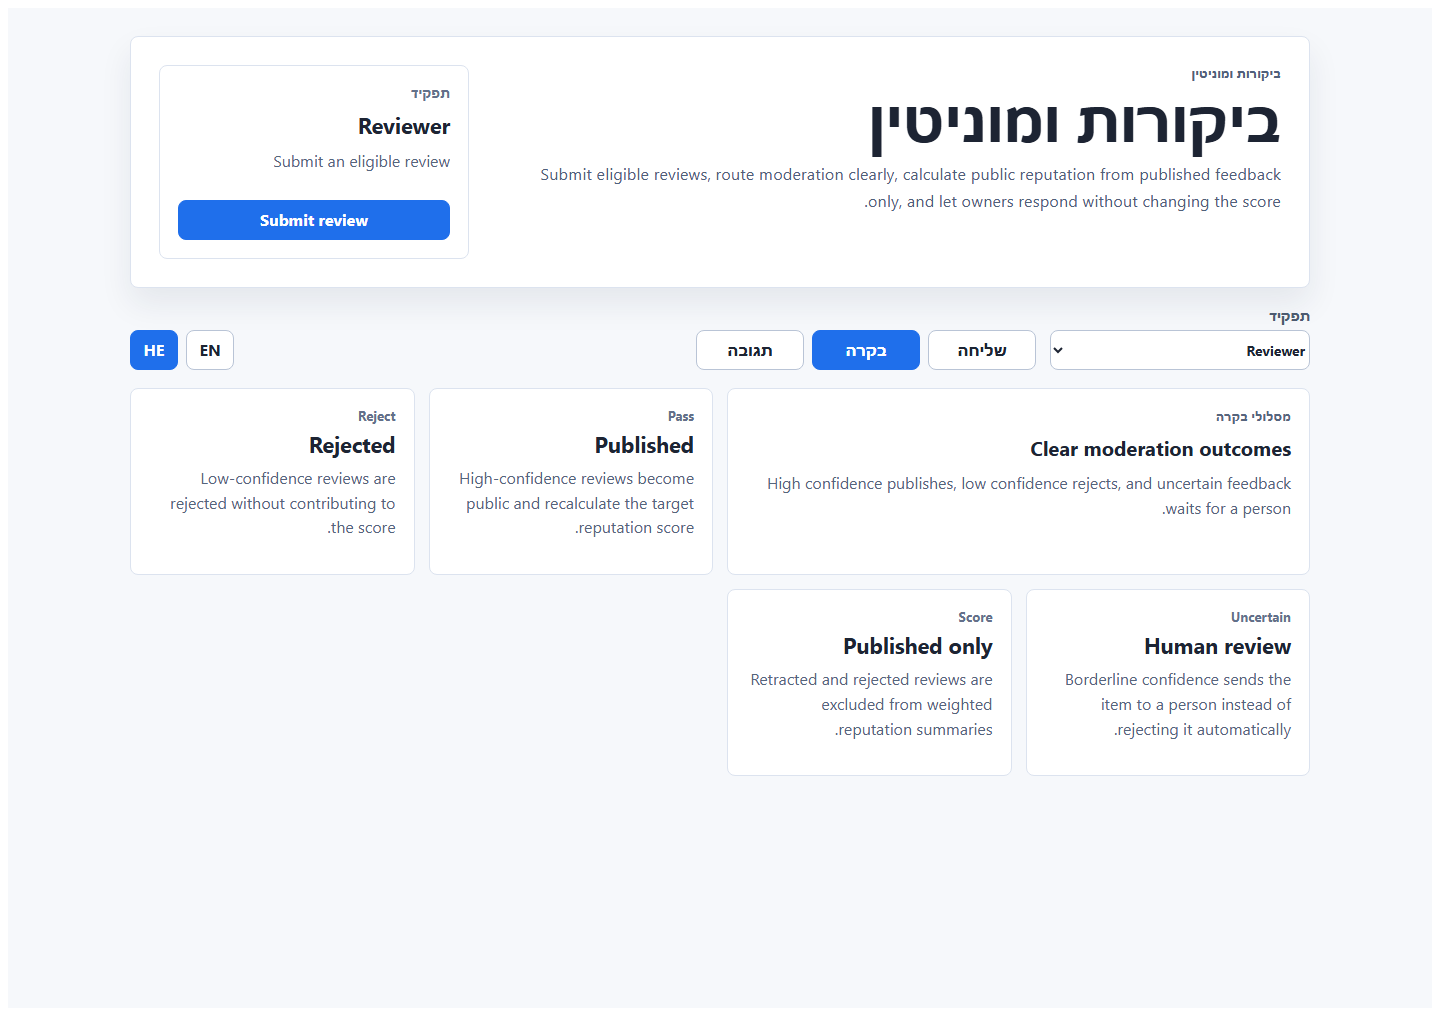 ביקורות ומוניטין
ביקורות ומוניטין
Submit eligible reviews, route moderation clearly, calculate public reputation from published feedback
only, and let owners respond without changing the score.
תפקיד
Reviewer
Submit an eligible review
Submit review
תפקיד
Reviewer
שליחה
בקרה
תגובה
EN
HE
מסלולי בקרה
Clear moderation outcomes
High confidence publishes, low confidence rejects, and uncertain feedback
waits for a person.
Pass
Published
High-confidence reviews become
public and recalculate the target
reputation score.
Reject
Rejected
Low-confidence reviews are
rejected without contributing to
the score.
Uncertain
Human review
Borderline confidence sends the
item to a person instead of
rejecting it automatically.
Score
Published only
Retracted and rejected reviews are
excluded from weighted
reputation summaries.